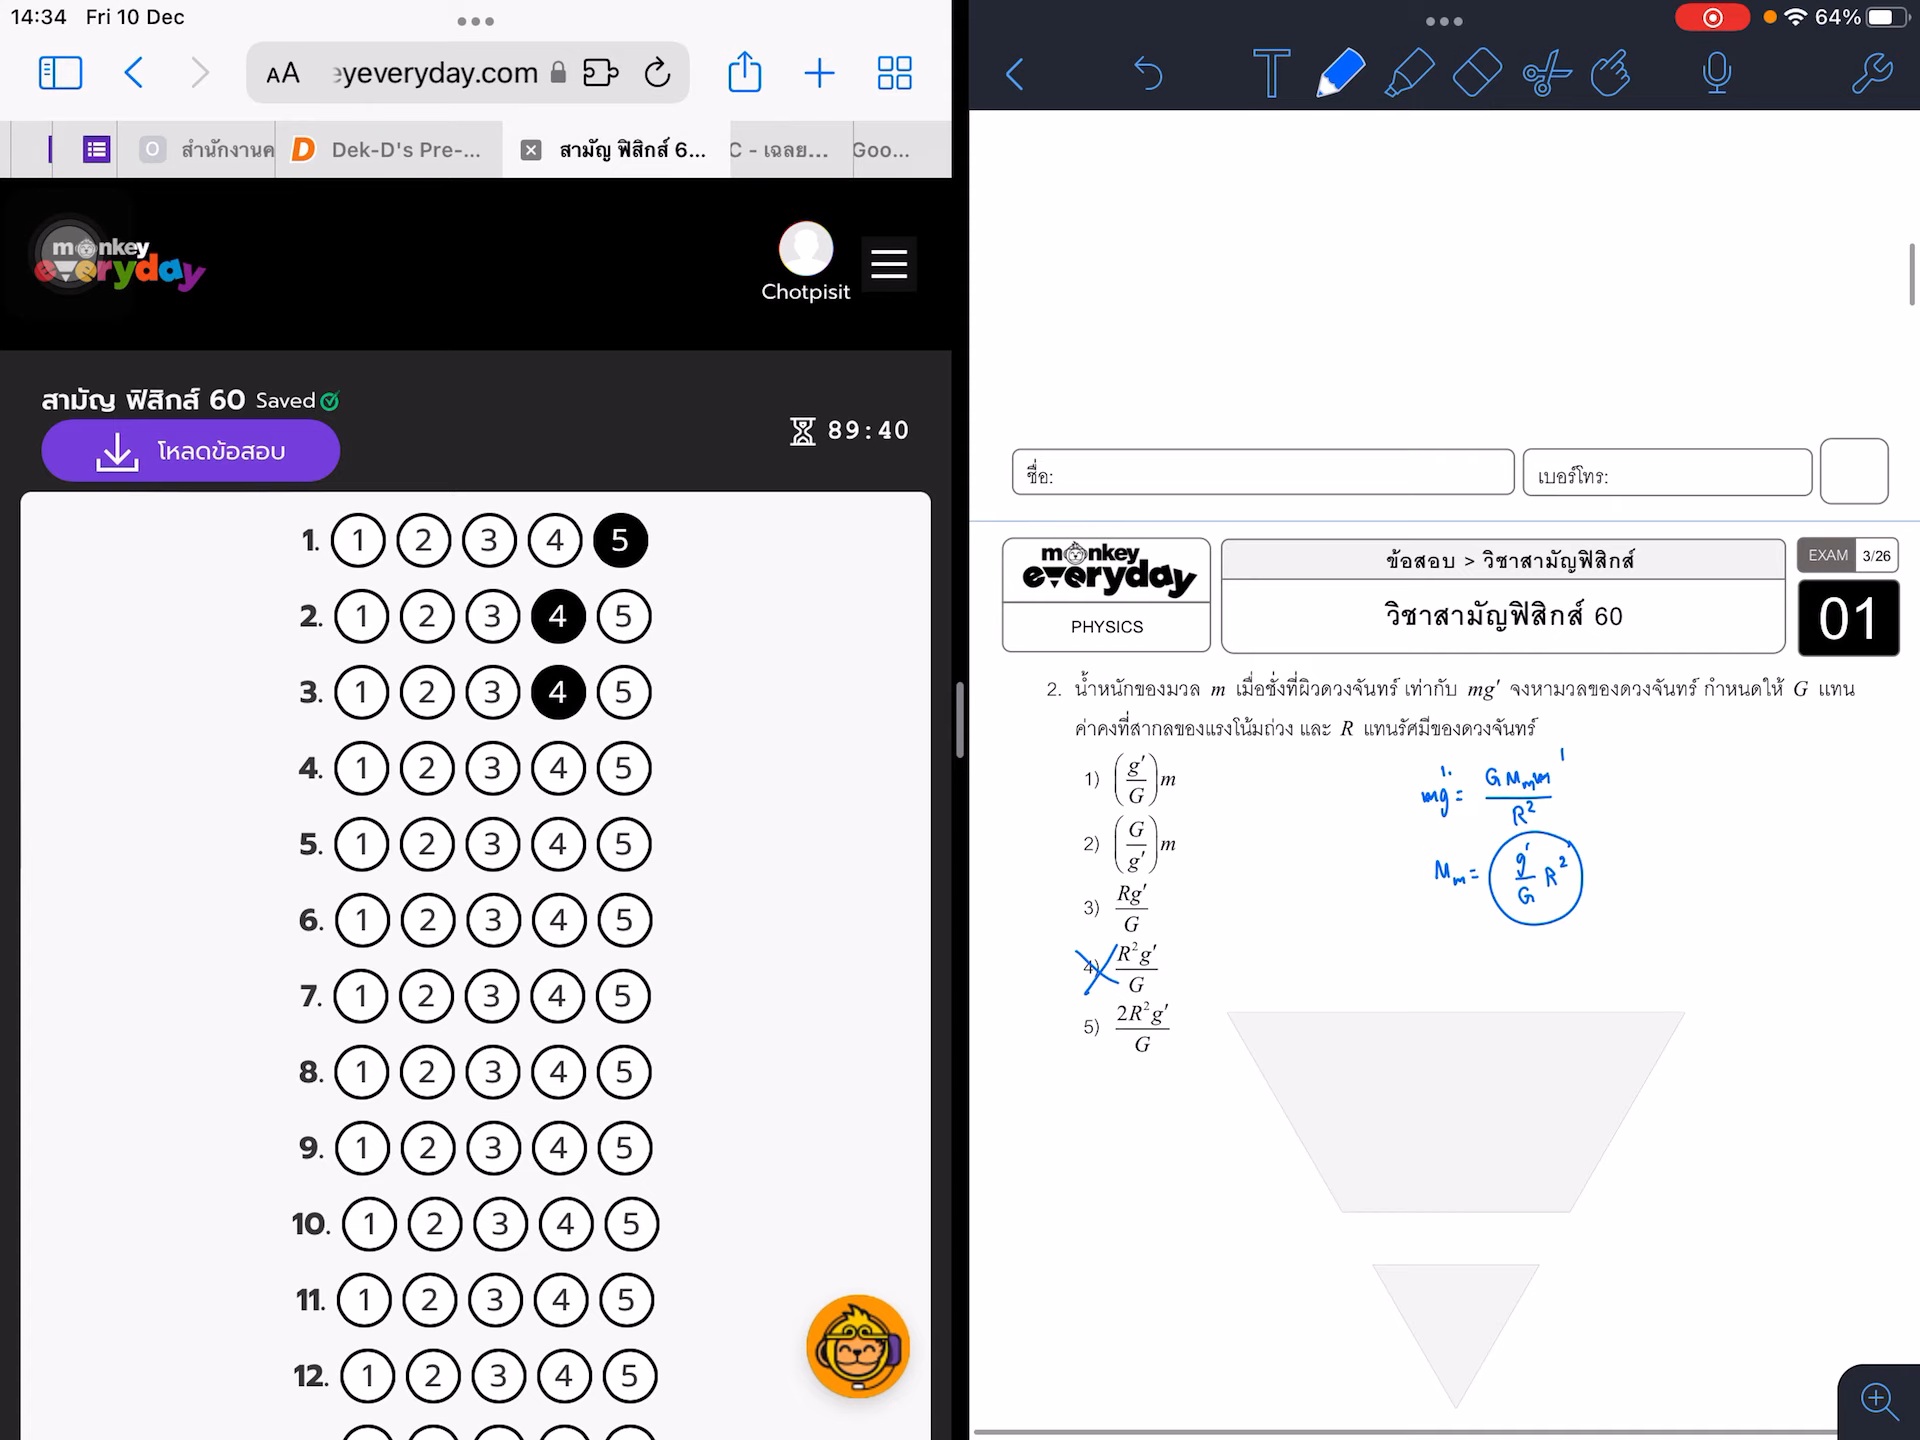 14:34 Fri 10 Dec
AA yeveryday.com
สำนักงานค
Dek-D's Pre-...
สามัญ ฟิสิกส์ 6...
C - เฉลย...
Goo...
monkey
everyday
Chotpisit
สามัญ ฟิสิกส์ 60 Saved
โหลดข้อสอบ
89:40
1. 1 2 3 4 5
2. 1 2 3 4 5
3. 1 2 3 4 5
4. 1 2 3 4 5
5. 1 2 3 4 5
6. 1 2 3 4 5
7. 1 2 3 4 5
8. 1 2 3 4 5
9. 1 2 3 4 5
10. 1 2 3 4 5
11. 1 2 3 4 5
12. 1 2 3 4 5
64%
ชื่อ:
เบอร์โทร:
monkey
everyday
PHYSICS
ข้อสอบ > วิชาสามัญฟิสิกส์
วิชาสามัญฟิสิกส์ 60
EXAM 3/26
01
2. น้ำหนักของมวล m เมื่อชั่งที่ผิวดวงจันทร์ เท่ากับ mg′ จงหามวลของดวงจันทร์ กำหนดให้ G แทน
ค่าคงที่สากลของแรงโน้มถ่วง และ R แทนรัศมีของดวงจันทร์
1) (g′/G)m
2) (G/g′)m
3) Rg′/G
4) R²g′/G
5) 2R²g′/G
mg′ = GMₘm/R²
Mₘ = g′/G R²